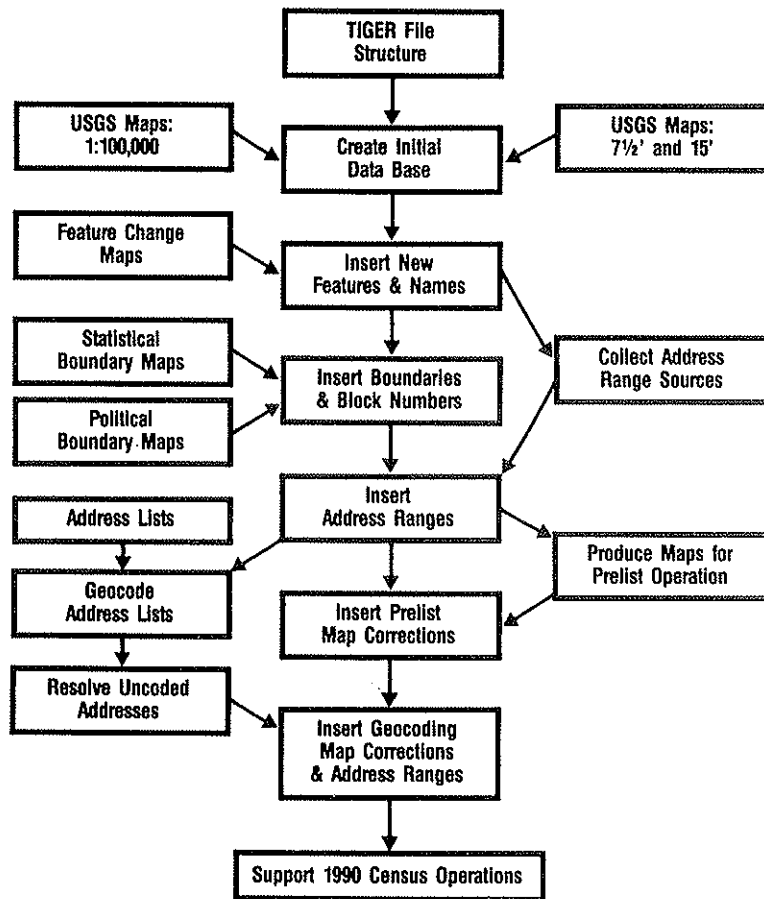 TIGER File
Structure
USGS Maps:
1:100,000
Create Initial
Data Base
USGS Maps:
7½' and 15'
Feature Change
Maps
Insert New
Features & Names
Statistical
Boundary Maps
Political
Boundary Maps
Insert Boundaries
& Block Numbers
Collect Address
Range Sources
Address Lists
Insert
Address Ranges
Geocode
Address Lists
Produce Maps for
Prelist Operation
Insert Prelist
Map Corrections
Resolve Uncoded
Addresses
Insert Geocoding
Map Corrections
& Address Ranges
Support 1990 Census Operations